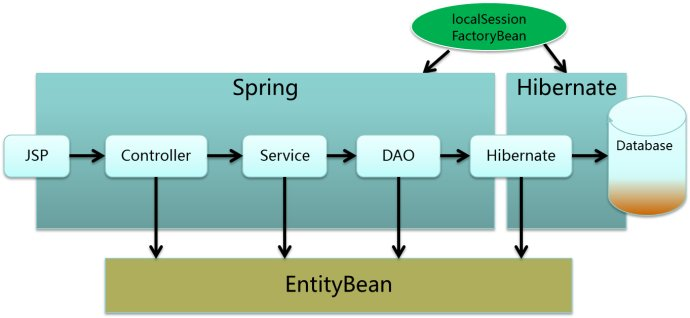 localSession
FactoryBean
Spring
Hibernate
JSP
Controller
Service
DAO
Hibernate
Database
EntityBean